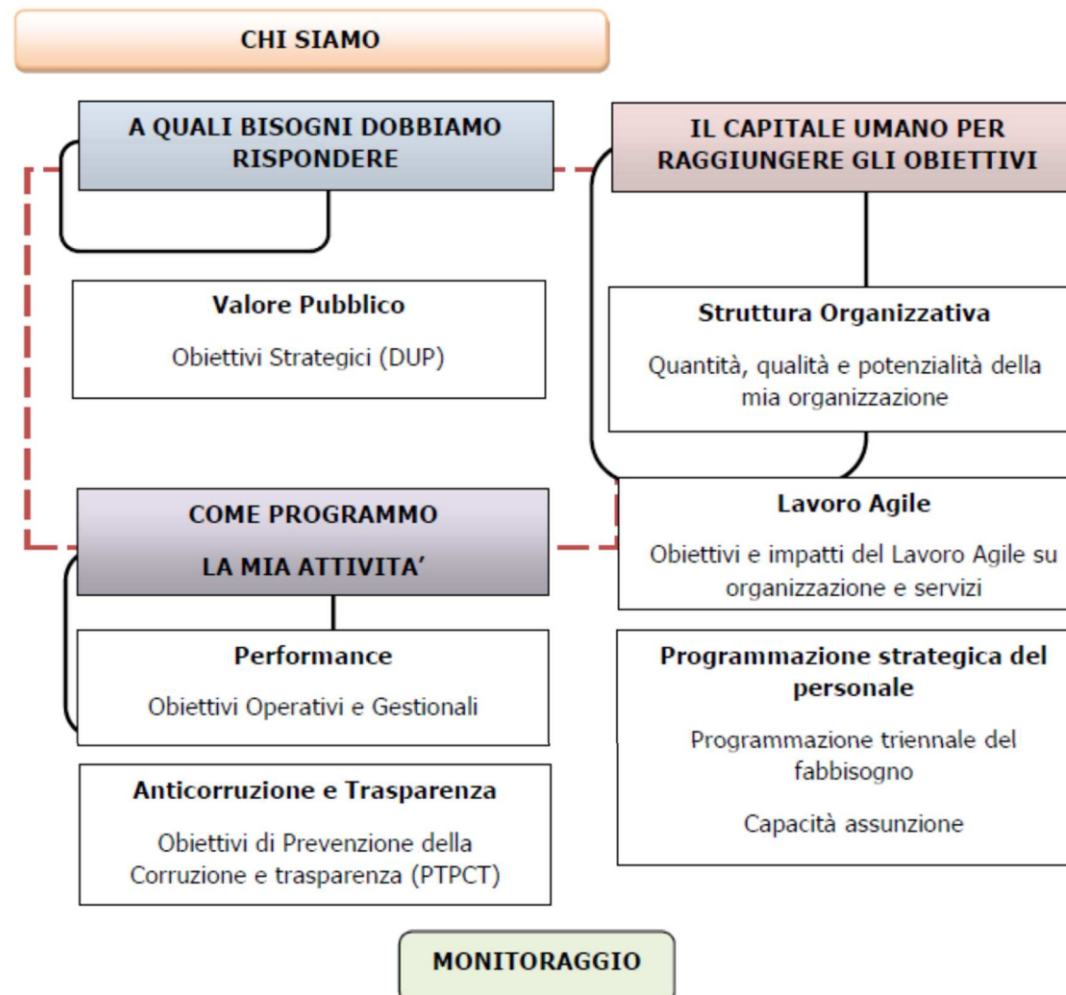 CHI SIAMO
A QUALI BISOGNI DOBBIAMO
RISPONDERE
Valore Pubblico
Obiettivi Strategici (DUP)
COME PROGRAMMO
LA MIA ATTIVITA’
Performance
Obiettivi Operativi e Gestionali
Anticorruzione e Trasparenza
Obiettivi di Prevenzione della
Corruzione e trasparenza (PTPCT)
IL CAPITALE UMANO PER
RAGGIUNGERE GLI OBIETTIVI
Struttura Organizzativa
Quantità, qualità e potenzialità della
mia organizzazione
Lavoro Agile
Obiettivi e impatti del Lavoro Agile su
organizzazione e servizi
Programmazione strategica del
personale
Programmazione triennale del
fabbisogno
Capacità assunzione
MONITORAGGIO